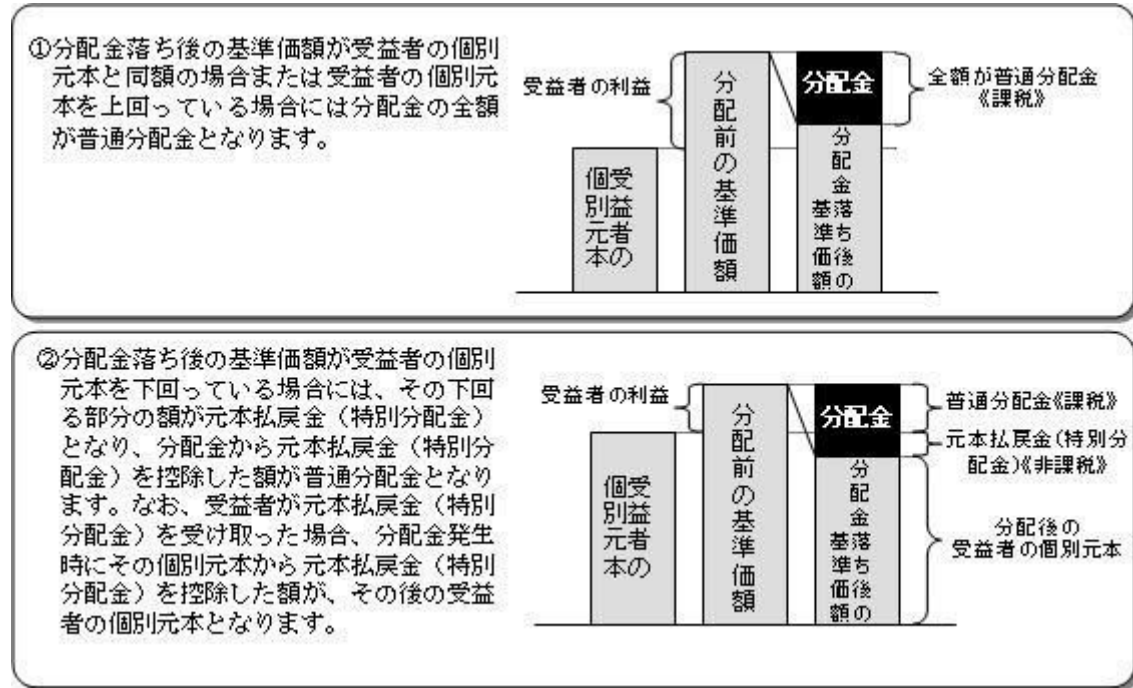 ①分配金落ち後の基準価額が受益者の個別
元本と同額の場合または受益者の個別元
本を上回っている場合には分配金の全額
が普通分配金となります。
受益者の利益
受益者の
個別元本
分配前の基準価額
分配金
分配金落ち後の
基準価額
全額が普通分配金
《課税》
②分配金落ち後の基準価額が受益者の個別
元本を下回っている場合には、その下回
る部分の額が元本払戻金（特別分配金）
となり、分配金から元本払戻金（特別分
配金）を控除した額が普通分配金となり
ます。なお、受益者が元本払戻金（特別
分配金）を受け取った場合、分配金発生
時にその個別元本から元本払戻金（特別
分配金）を控除した額が、その後の受益
者の個別元本となります。
受益者の利益
受益者の
個別元本
分配前の基準価額
分配金
分配金落ち後の
基準価額
普通分配金《課税》
元本払戻金(特別分
配金)《非課税》
分配後の
受益者の個別元本